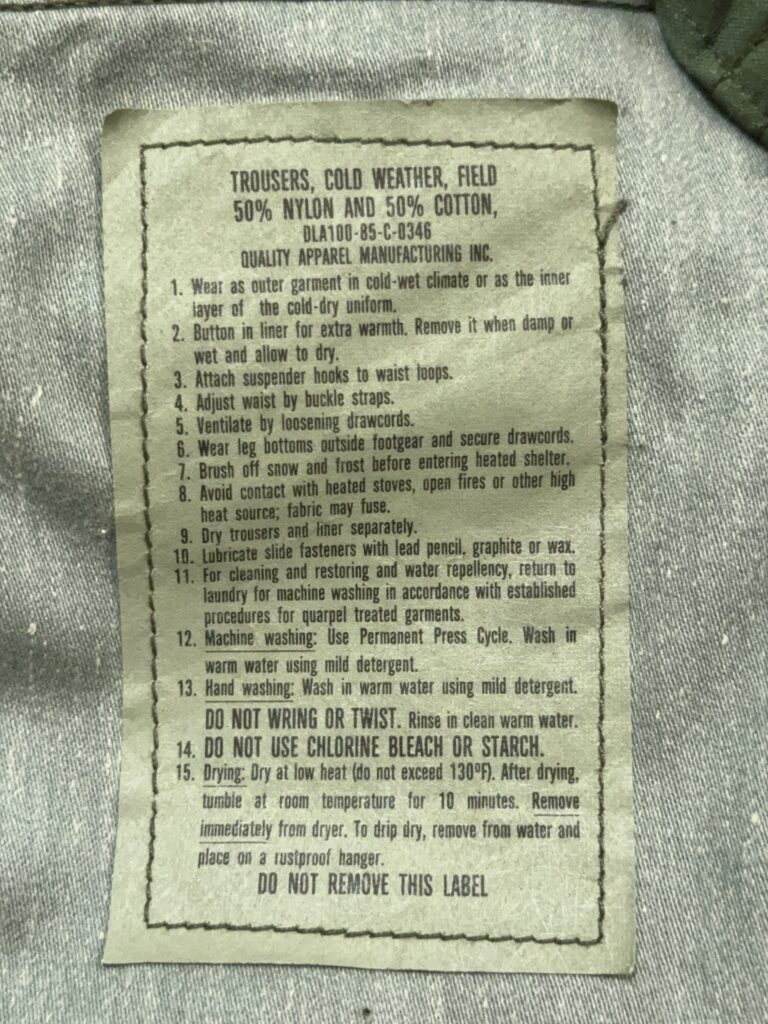 TROUSERS, COLD WEATHER, FIELD
50% NYLON AND 50% COTTON,
DLA100-85-C-0346
QUALITY APPAREL MANUFACTURING INC.
1. Wear as outer garment in cold-wet climate or as the inner
layer of the cold-dry uniform.
2. Button in liner for extra warmth. Remove it when damp or
wet and allow to dry.
3. Attach suspender hooks to waist loops.
4. Adjust waist by buckle straps.
5. Ventilate by loosening drawcords.
6. Wear leg bottoms outside footgear and secure drawcords.
7. Brush off snow and frost before entering heated shelter.
8. Avoid contact with heated stoves, open fires or other high
heat source; fabric may fuse.
9. Dry trousers and liner separately.
10. Lubricate slide fasteners with lead pencil, graphite or wax.
11. For cleaning and restoring and water repellency, return to
laundry for machine washing in accordance with established
procedures for quarpel treated garments.
12. Machine washing: Use Permanent Press Cycle. Wash in
warm water using mild detergent.
13. Hand washing: Wash in warm water using mild detergent.
DO NOT WRING OR TWIST. Rinse in clean warm water.
14. DO NOT USE CHLORINE BLEACH OR STARCH.
15. Drying: Dry at low heat (do not exceed 130ºF). After drying,
tumble at room temperature for 10 minutes. Remove
immediately from dryer. To drip dry, remove from water and
place on a rustproof hanger.
DO NOT REMOVE THIS LABEL